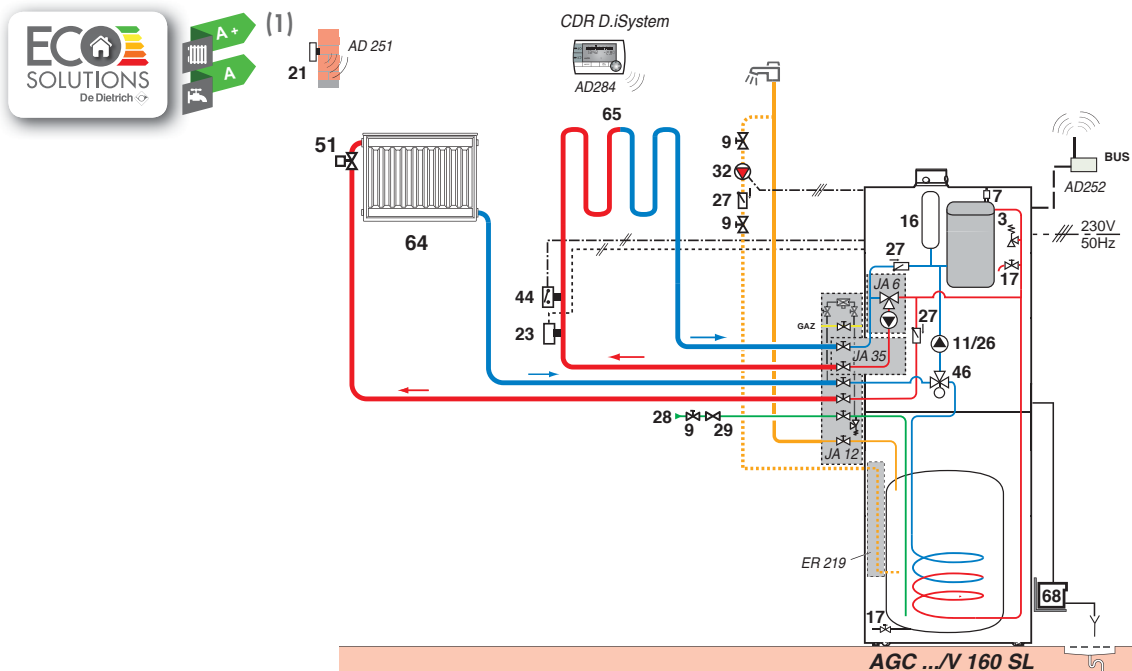 ECO
SOLUTIONS
De Dietrich
A+
A
(1)
21
AD 251
CDR D.iSystem
AD284
65
51
64
9
32
27
9
BUS
AD252
7
16
3
230V
50Hz
27
17
44
23
JA 6
GAZ
27
JA 35
11/26
46
28
9
29
JA 12
ER 219
17
68
AGC .../V 160 SL